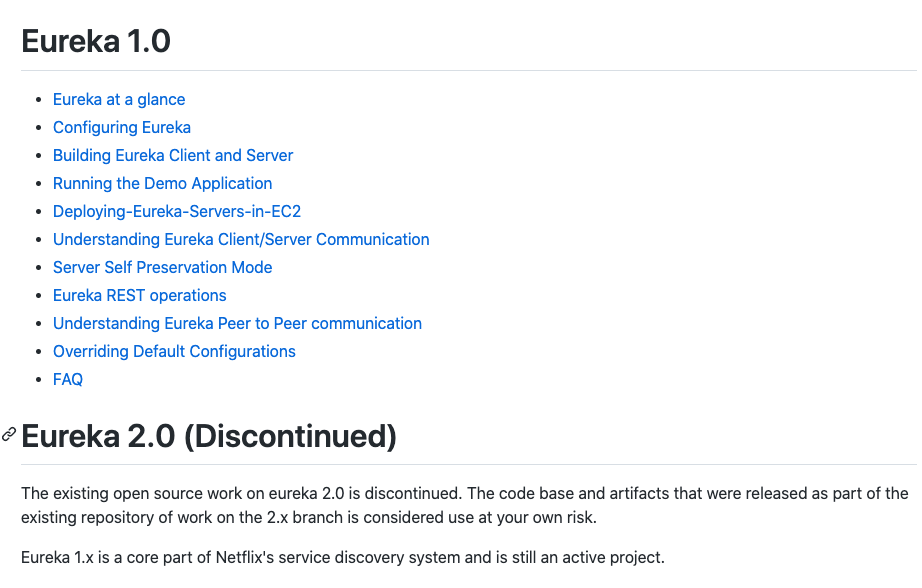 Eureka 1.0
Eureka at a glance
Configuring Eureka
Building Eureka Client and Server
Running the Demo Application
Deploying-Eureka-Servers-in-EC2
Understanding Eureka Client/Server Communication
Server Self Preservation Mode
Eureka REST operations
Understanding Eureka Peer to Peer communication
Overriding Default Configurations
FAQ
Eureka 2.0 (Discontinued)
The existing open source work on eureka 2.0 is discontinued. The code base and artifacts that were released as part of the
existing repository of work on the 2.x branch is considered use at your own risk.
Eureka 1.x is a core part of Netflix's service discovery system and is still an active project.